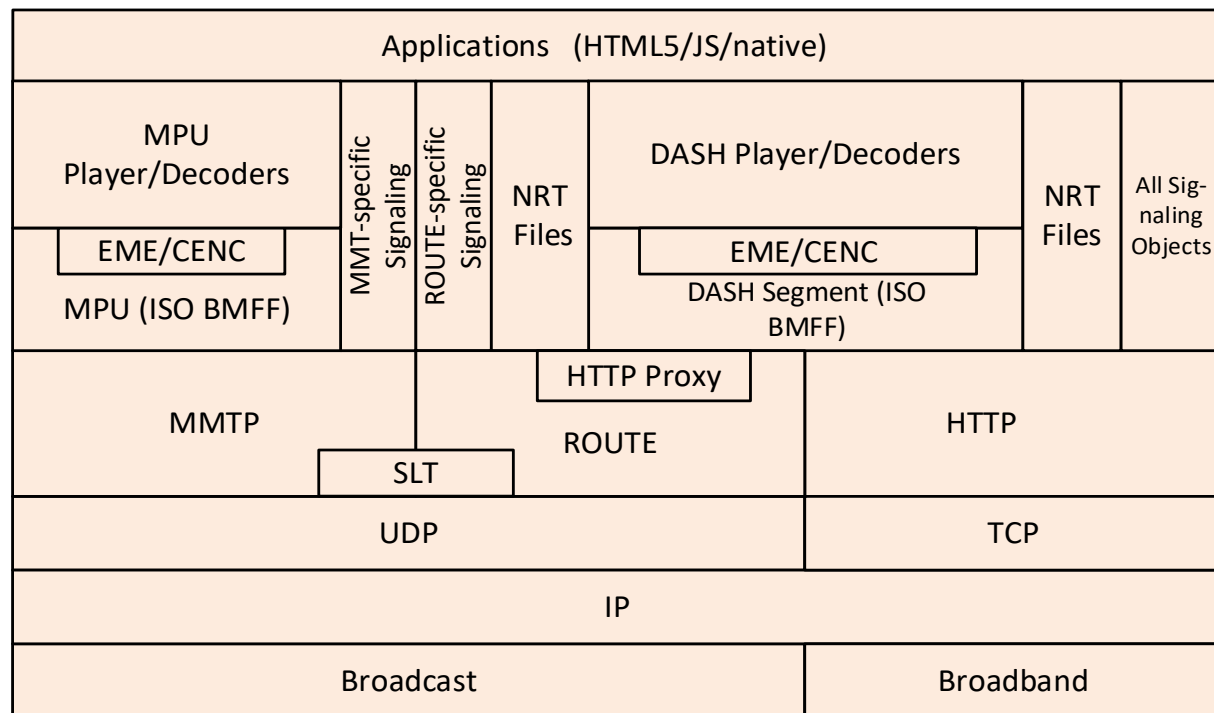 Applications (HTML5/JS/native)
MPU
Player/Decoders
MMT-specific
Signaling
ROUTE-specific
Signaling
NRT
Files
DASH Player/Decoders
NRT
Files
All Sig-
naling
Objects
EME/CENC
MPU (ISO BMFF)
EME/CENC
DASH Segment (ISO
BMFF)
MMTP
HTTP Proxy
ROUTE
HTTP
SLT
UDP
TCP
IP
Broadcast
Broadband